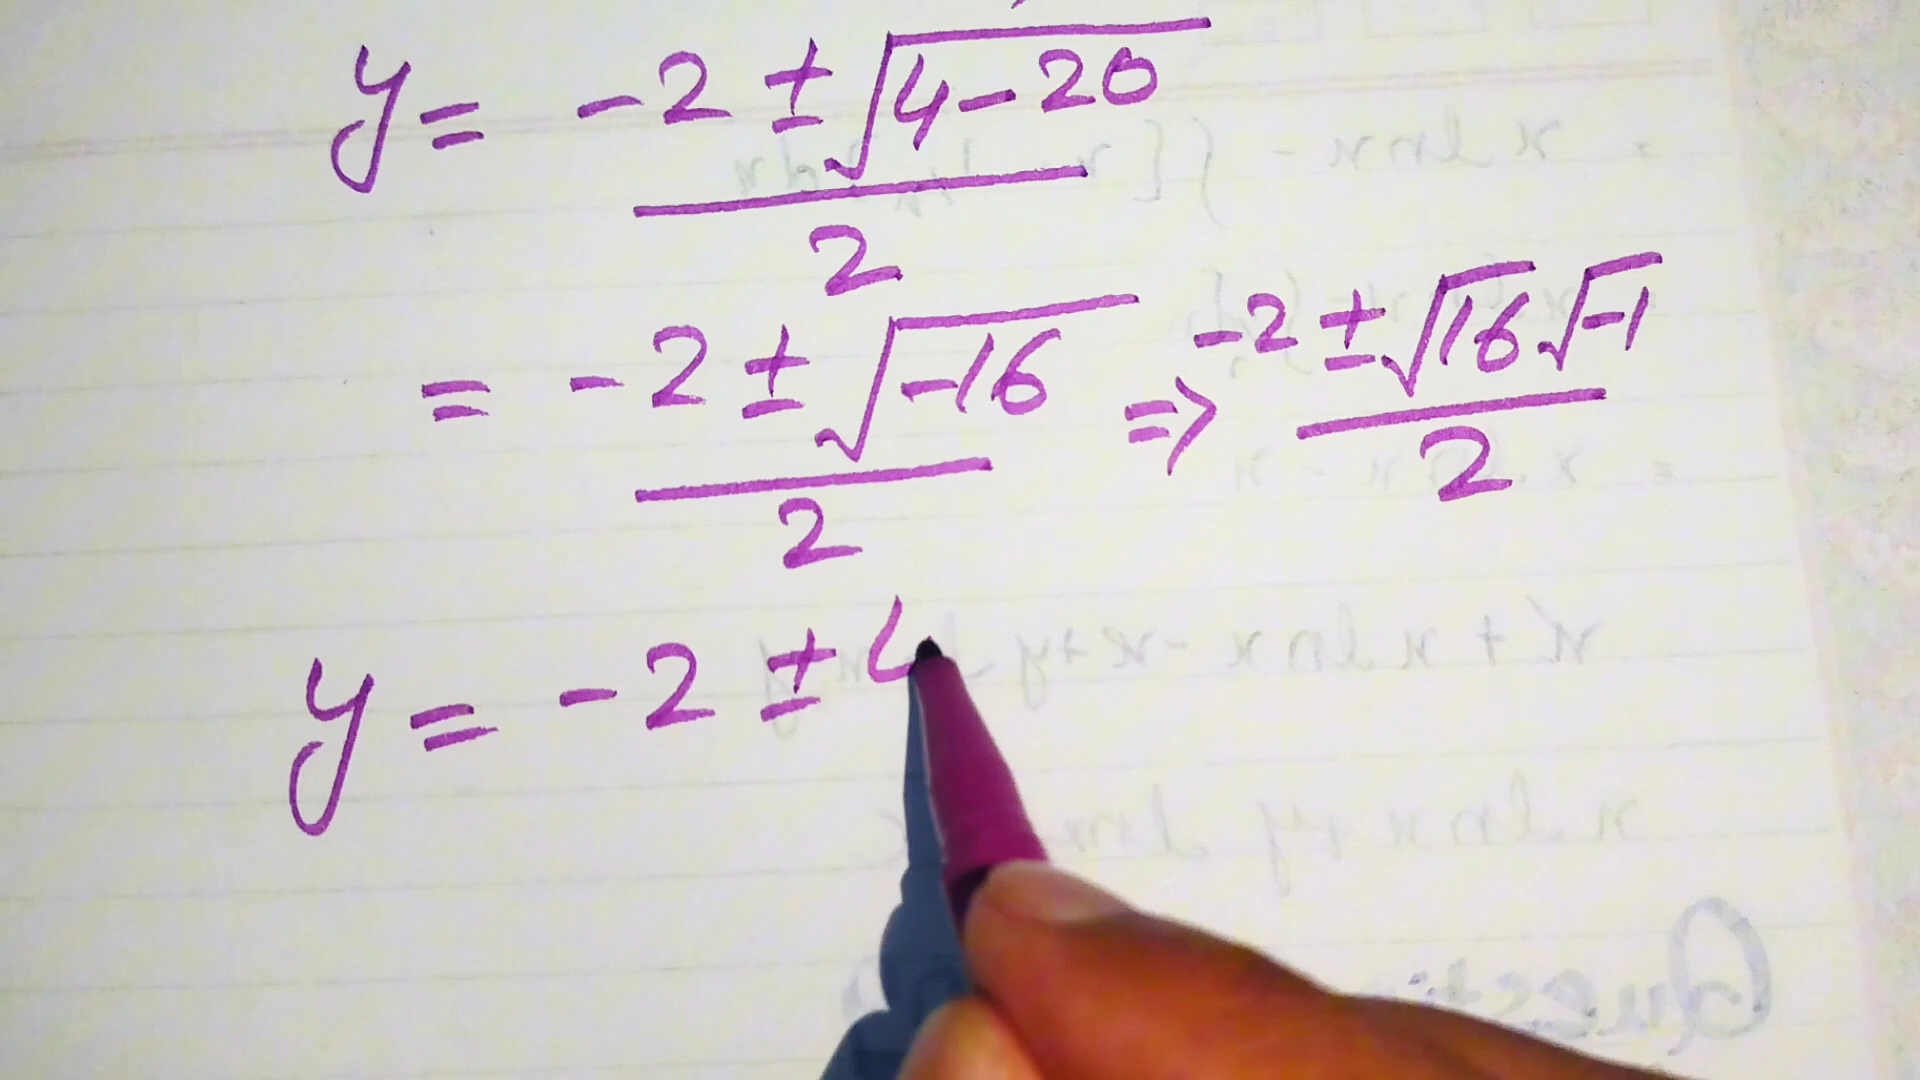 y = -2 ± √4-20
2
= -2 ± √-16 => -2 ± √16 √-1
2 2
y = -2 ± 4